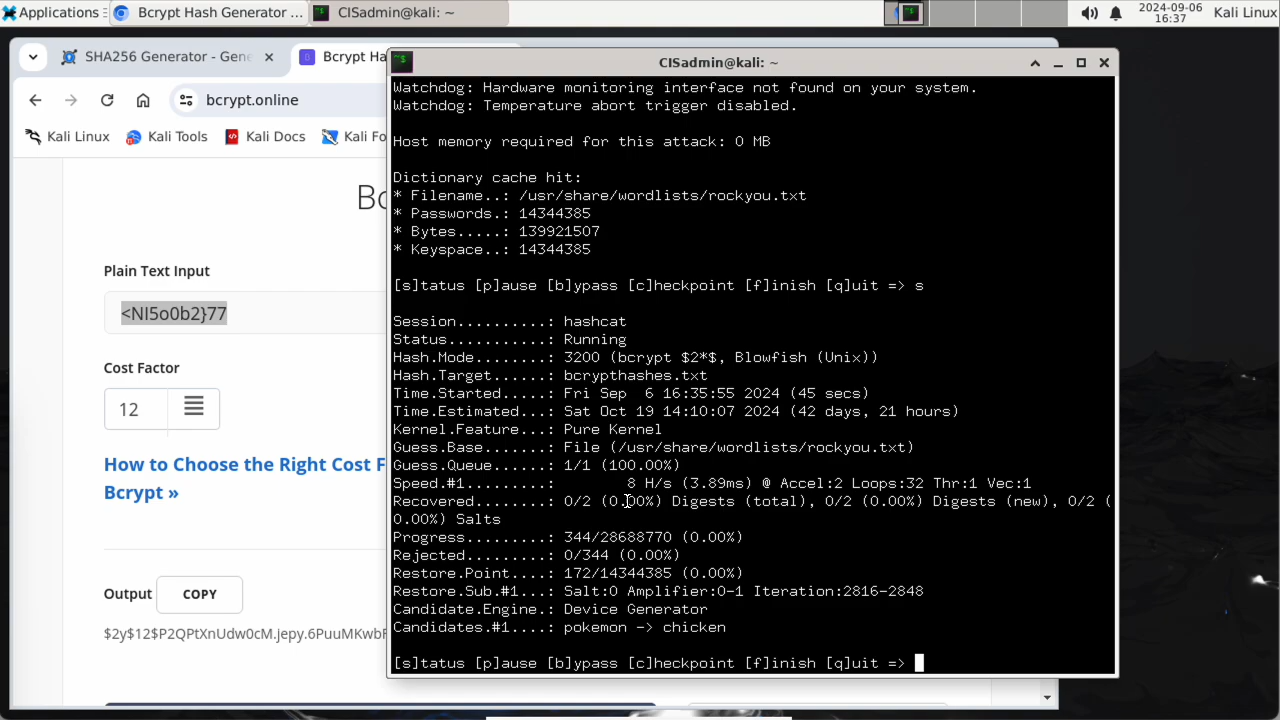 Applications
Bcrypt Hash Generator ...
CISadmin@kali: ~
2024-09-06
16:37
Kali Linux
SHA256 Generator - Gene
Bcrypt Ha
bcrypt.online
Kali Linux
Kali Tools
Kali Docs
Kali Fo
Bc
Plain Text Input
<NI5o0b2}77
Cost Factor
12
How to Choose the Right Cost F
Bcrypt »
Output
COPY
$2y$12$P2QPtXnUdw0cM.jepy.6PuuMKwbF
CISadmin@kali: ~
Watchdog: Hardware monitoring interface not found on your system.
Watchdog: Temperature abort trigger disabled.
Host memory required for this attack: 0 MB
Dictionary cache hit:
* Filename..: /usr/share/wordlists/rockyou.txt
* Passwords.: 14344385
* Bytes.....: 139921507
* Keyspace..: 14344385
[s]tatus [p]ause [b]ypass [c]heckpoint [f]inish [q]uit => s
Session..........: hashcat
Status...........: Running
Hash.Mode........: 3200 (bcrypt $2*$, Blowfish (Unix))
Hash.Target......: bcrypthashes.txt
Time.Started.....: Fri Sep  6 16:35:55 2024 (45 secs)
Time.Estimated...: Sat Oct 19 14:10:07 2024 (42 days, 21 hours)
Kernel.Feature...: Pure Kernel
Guess.Base.......: File (/usr/share/wordlists/rockyou.txt)
Guess.Queue......: 1/1 (100.00%)
Speed.#1.........:        8 H/s (3.89ms) @ Accel:2 Loops:32 Thr:1 Vec:1
Recovered........: 0/2 (0.00%) Digests (total), 0/2 (0.00%) Digests (new), 0/2 (
0.00%) Salts
Progress.........: 344/28688770 (0.00%)
Rejected.........: 0/344 (0.00%)
Restore.Point....: 172/14344385 (0.00%)
Restore.Sub.#1...: Salt:0 Amplifier:0-1 Iteration:2816-2848
Candidate.Engine.: Device Generator
Candidates.#1....: pokemon -> chicken
[s]tatus [p]ause [b]ypass [c]heckpoint [f]inish [q]uit =>